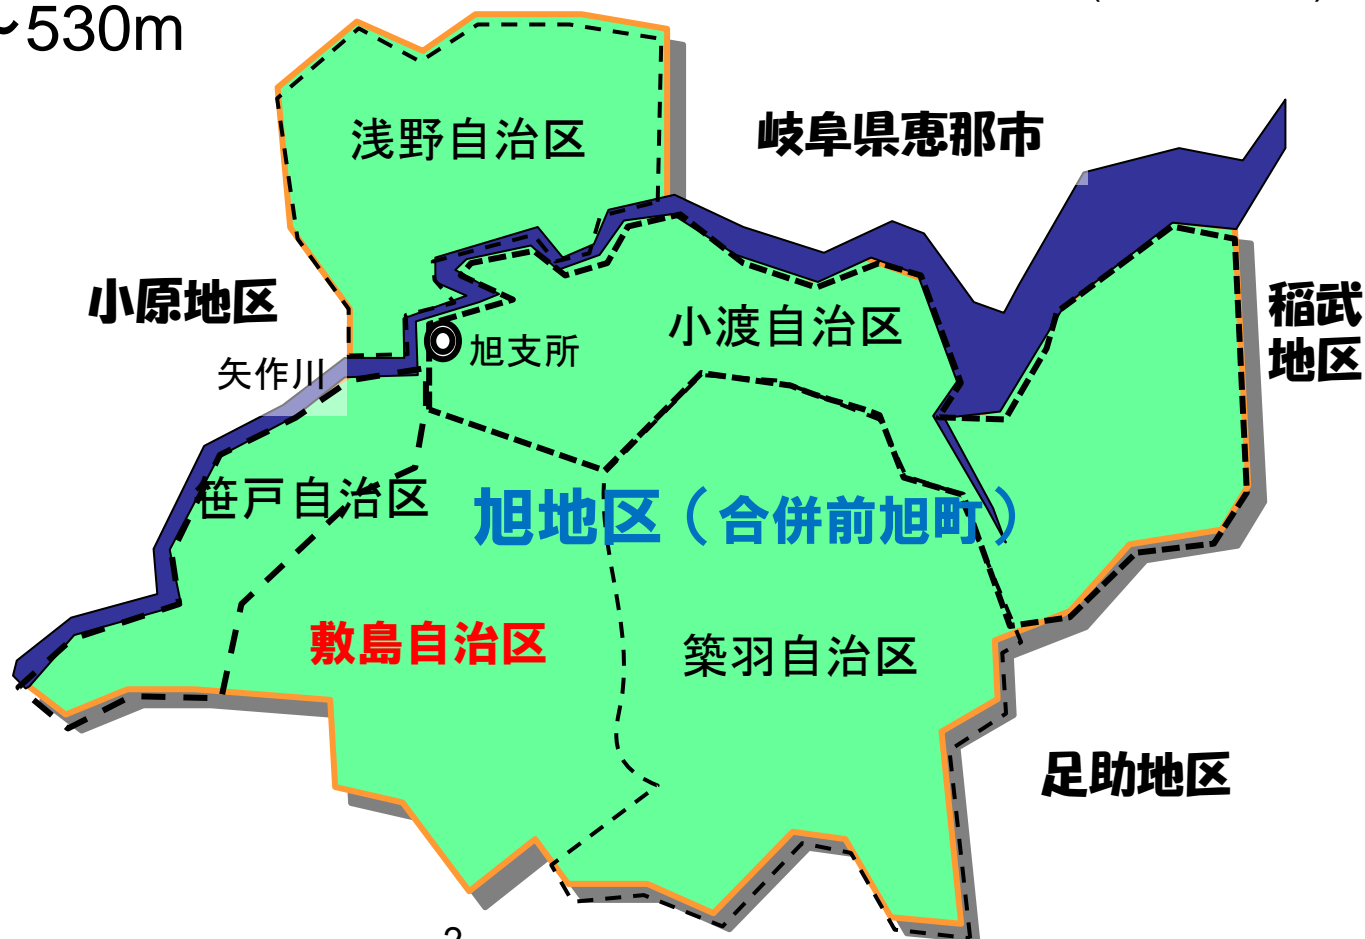 ~530m
浅野自治区
岐阜県恵那市
小原地区
稲武
地区
小渡自治区
旭支所
矢作川
笹戸自治区
旭地区（合併前旭町）
敷島自治区
築羽自治区
足助地区